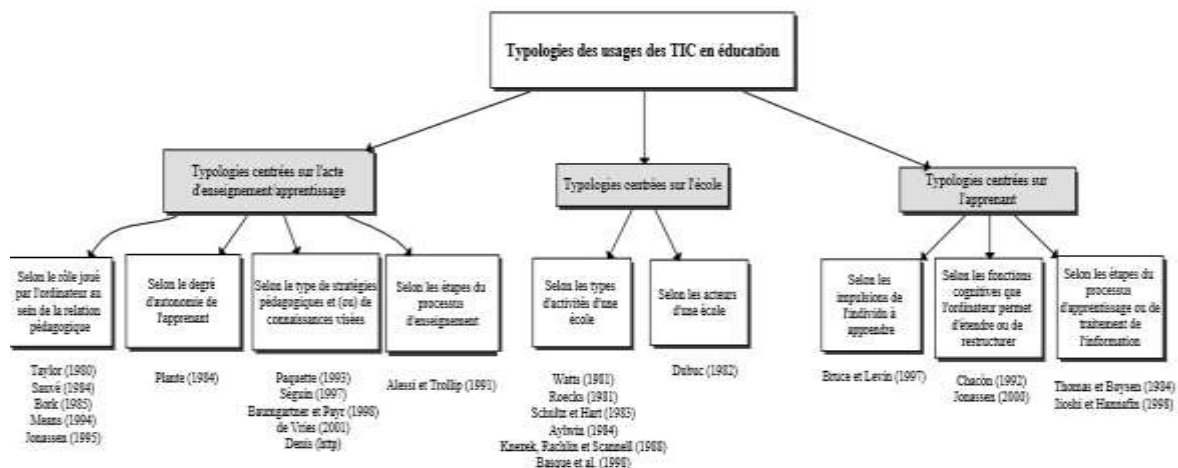 Typologies des usages des TIC en éducation
Typologies centrées sur l'acte
d'enseignement/apprentissage
Typologies centrées sur l'école
Typologies centrées sur
l'apprenant
Selon le rôle joué
par l'ordinateur au
sein de la relation
pédagogique
Selon le degré
d'autonomie de
l'apprenant
Selon le type de stratégies
pédagogiques et (ou) de
connaissances visées
Selon les étapes du
processus
d'enseignement
Selon les types
d'activités d'une
école
Selon les acteurs
d'une école
Selon les
impulsions de
l'individu à
apprendre
Selon les fonctions
cognitives que
l'ordinateur permet
d'étendre ou de
restructurer
Selon les étapes du
processus
d'apprentissage ou de
traitement de
l'information
Taylor (1980)
Sauvé (1984)
Bork (1985)
Means (1994)
Jonassen (1995)
Plante (1984)
Paquette (1993)
Séguin (1997)
Baumgartner et Payr (1998)
de Vries (2001)
Denis (http)
Alessi et Trollip (1991)
Watts (1981)
Roecks (1981)
Schultz et Hart (1983)
Aylwin (1984)
Knezek, Rachlin et Scannell (1988)
Basque et al. (1998)
Dubuc (1982)
Bruce et Levin (1997)
Chacón (1992)
Jonassen (2000)
Thomas et Boysen (1984)
et Hannafin (1998)